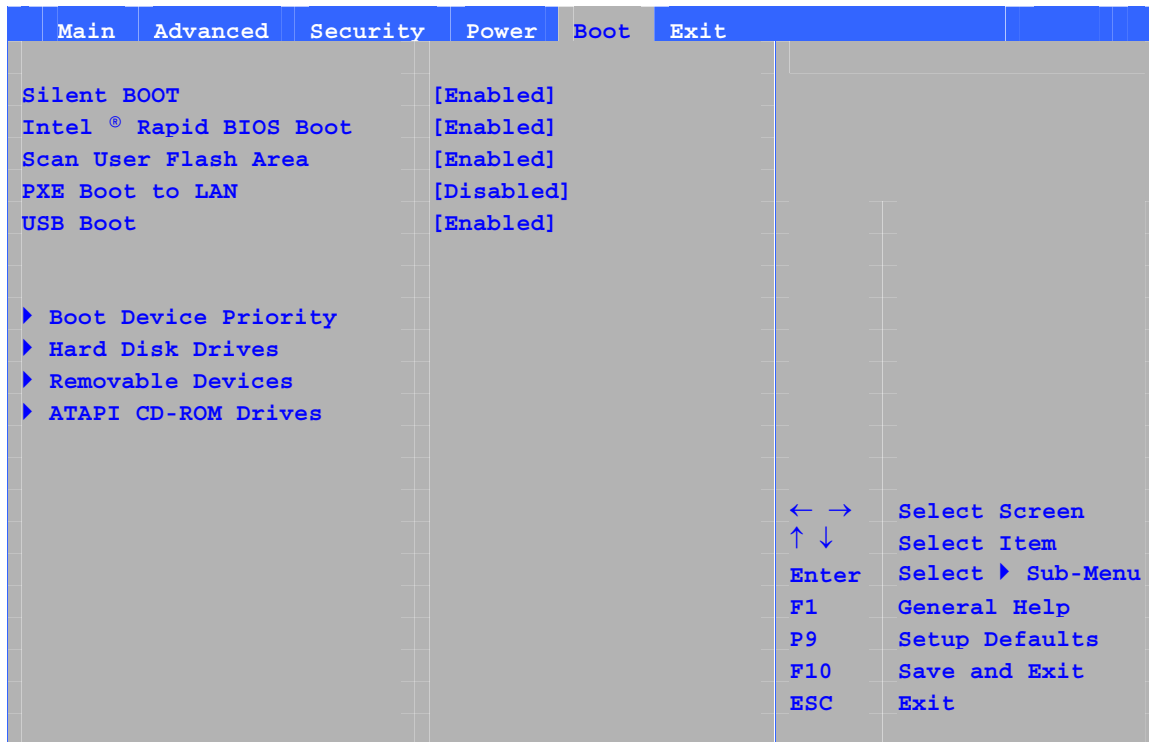 Main Advanced Security Power Boot Exit
Silent BOOT [Enabled]
Intel ® Rapid BIOS Boot [Enabled]
Scan User Flash Area [Enabled]
PXE Boot to LAN [Disabled]
USB Boot [Enabled]
▶ Boot Device Priority
▶ Hard Disk Drives
▶ Removable Devices
▶ ATAPI CD-ROM Drives
← → Select Screen
↑ ↓ Select Item
Enter Select ▶ Sub-Menu
F1 General Help
P9 Setup Defaults
F10 Save and Exit
ESC Exit